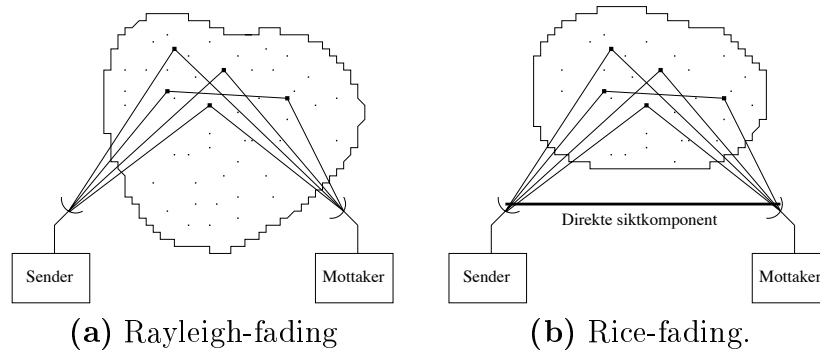 Direkte siktkomponent
Sender
Mottaker
Sender
Mottaker
(a) Rayleigh-fading
(b) Rice-fading.